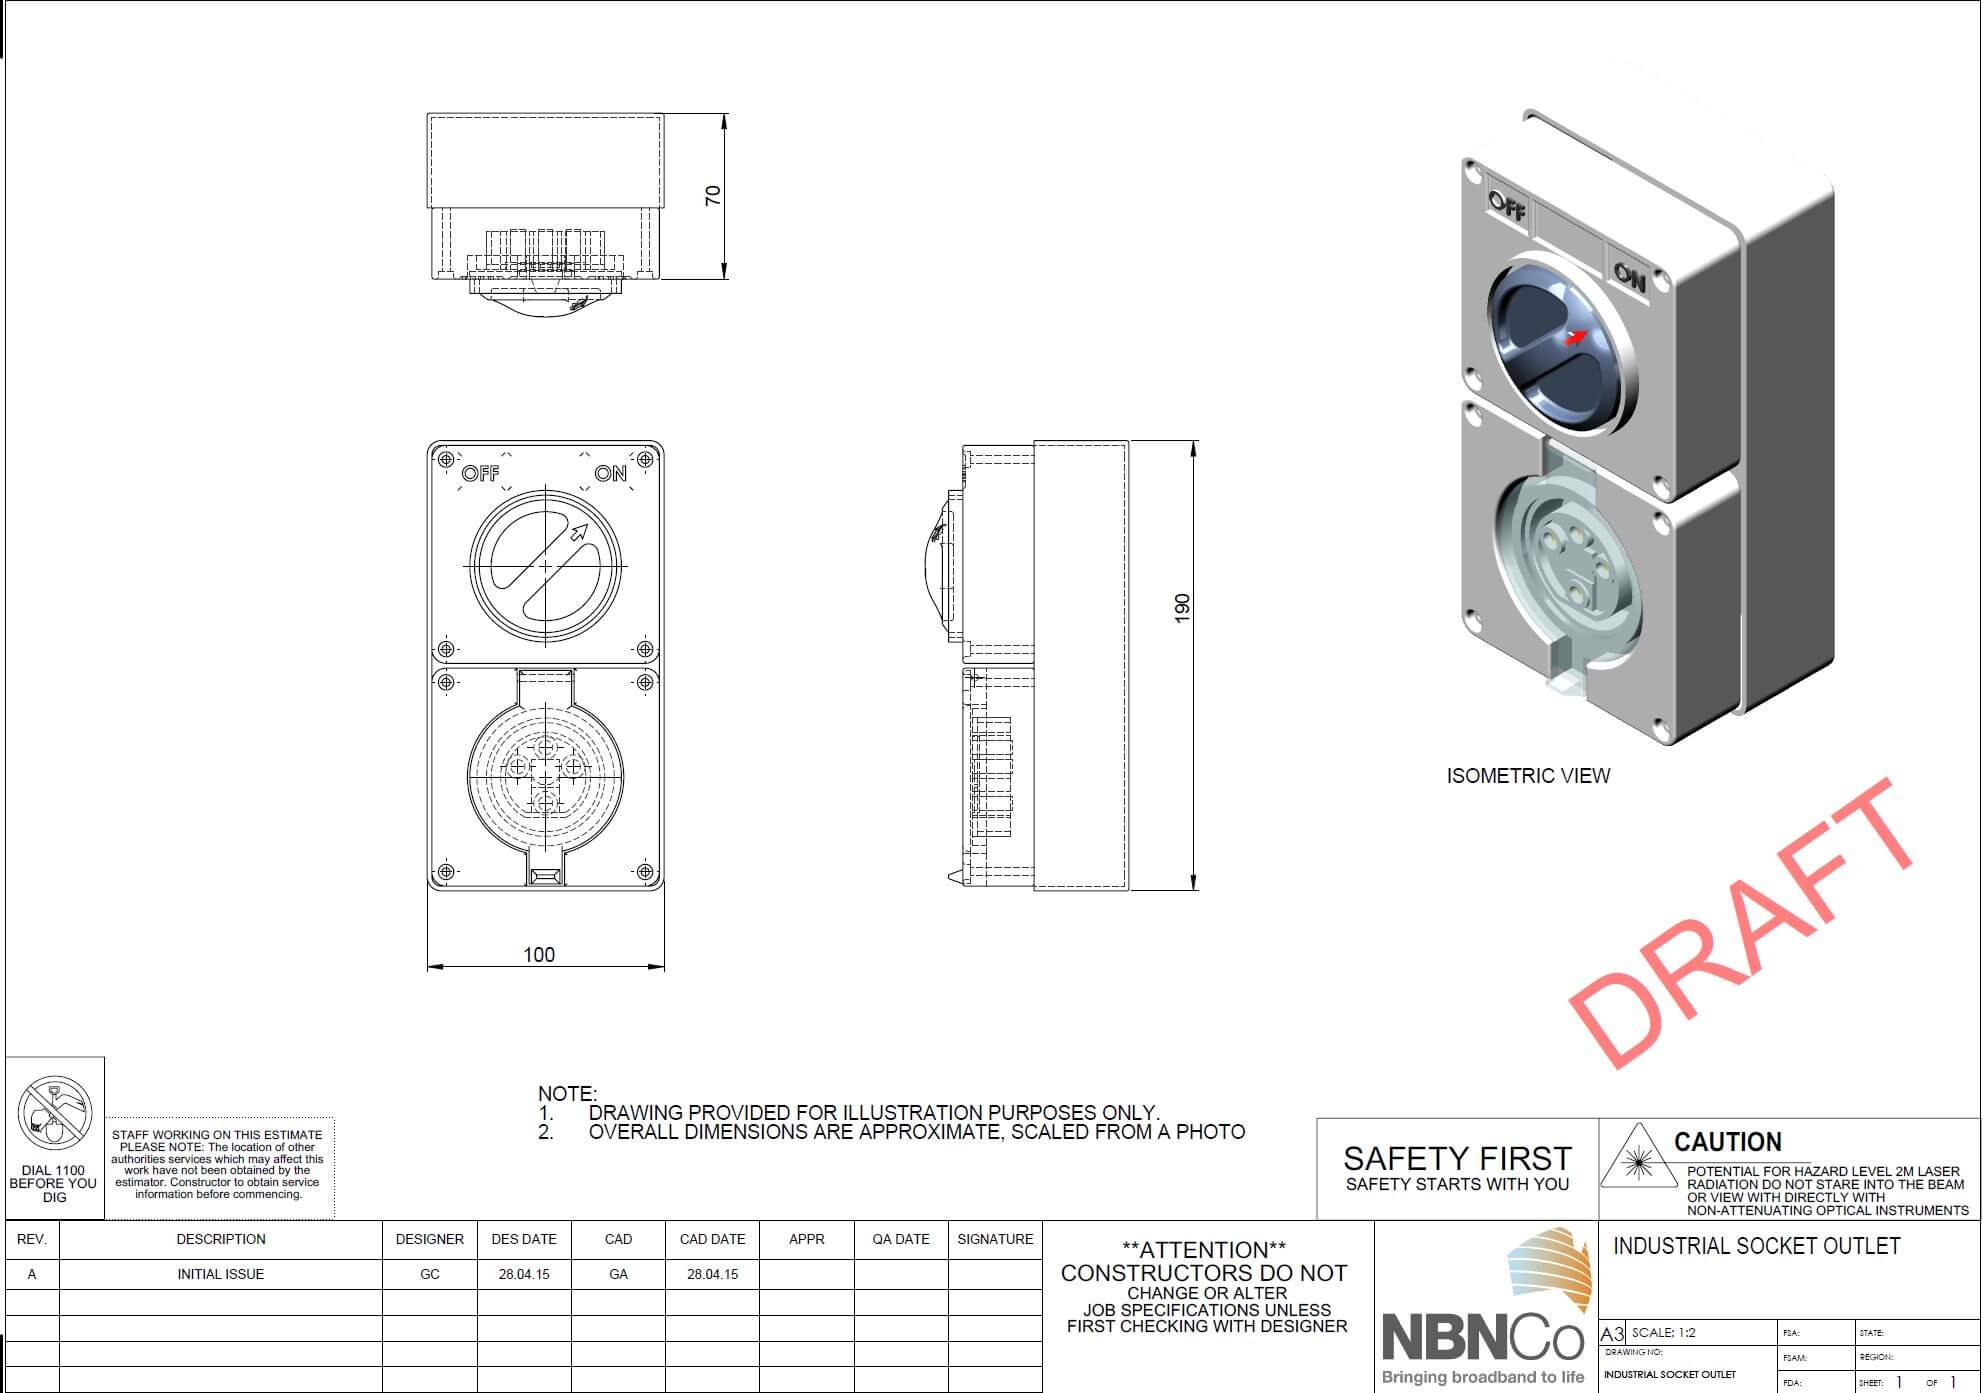 70
OFF
ON
OFF
ON
190
100
ISOMETRIC VIEW
DRAFT
DIAL 1100
BEFORE YOU
DIG
STAFF WORKING ON THIS ESTIMATE
PLEASE NOTE: The location of other
authorities services which may affect this
work have not been obtained by the
estimator. Constructor to obtain service
information before commencing.
NOTE:
1. DRAWING PROVIDED FOR ILLUSTRATION PURPOSES ONLY.
2. OVERALL DIMENSIONS ARE APPROXIMATE, SCALED FROM A PHOTO
SAFETY FIRST
SAFETY STARTS WITH YOU
CAUTION
POTENTIAL FOR HAZARD LEVEL 2M LASER
RADIATION DO NOT STARE INTO THE BEAM
OR VIEW WITH DIRECTLY WITH
NON-ATTENUATING OPTICAL INSTRUMENTS
REV. DESCRIPTION DESIGNER DES DATE CAD CAD DATE APPR QA DATE SIGNATURE
A INITIAL ISSUE GC 28.04.15 GA 28.04.15
**ATTENTION**
CONSTRUCTORS DO NOT
CHANGE OR ALTER
JOB SPECIFICATIONS UNLESS
FIRST CHECKING WITH DESIGNER
NBNCo
Bringing broadband to life
INDUSTRIAL SOCKET OUTLET
A3 SCALE: 1:2
DRAWING NO:
INDUSTRIAL SOCKET OUTLET
FSA: STATE:
FSAM: REGION:
FDA: SHEET: 1 OF 1